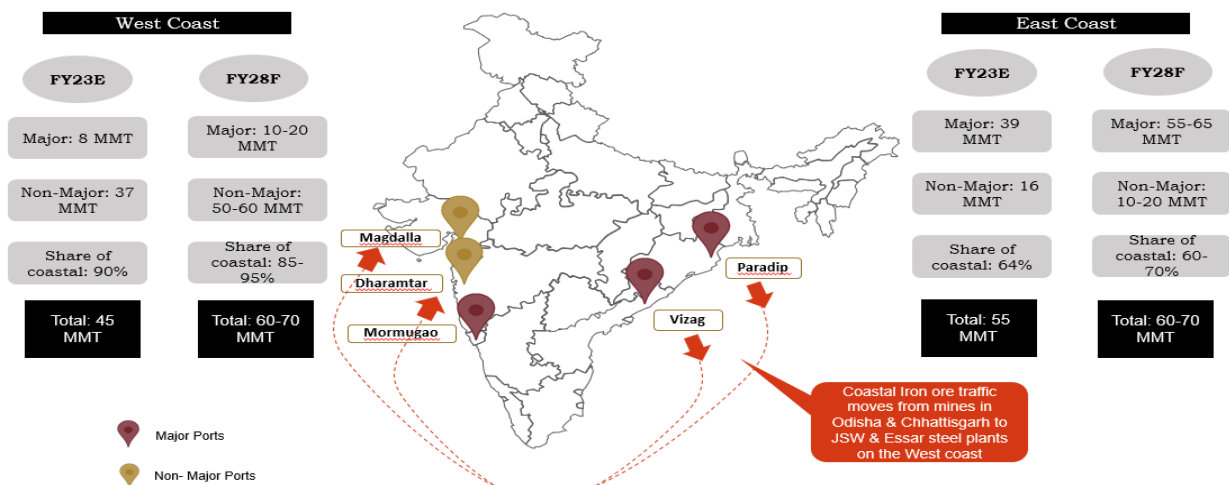 West Coast
FY23E
FY28F
Major: 8 MMT
Major: 10-20
MMT
Non-Major: 37
MMT
Non-Major:
50-60 MMT
Share of
coastal: 90%
Share of
coastal: 85-
95%
Total: 45
MMT
Total: 60-70
MMT
Magdalla
Dharamtar
Mormugao
Paradip
Vizag
East Coast
FY23E
FY28F
Major: 39
MMT
Major: 55-65
MMT
Non-Major: 16
MMT
Non-Major:
10-20 MMT
Share of
coastal: 64%
Share of
coastal: 60-
70%
Total: 55
MMT
Total: 60-70
MMT
Coastal Iron ore traffic
moves from mines in
Odisha & Chhattisgarh to
JSW & Essar steel plants
on the West coast
Major Ports
Non- Major Ports